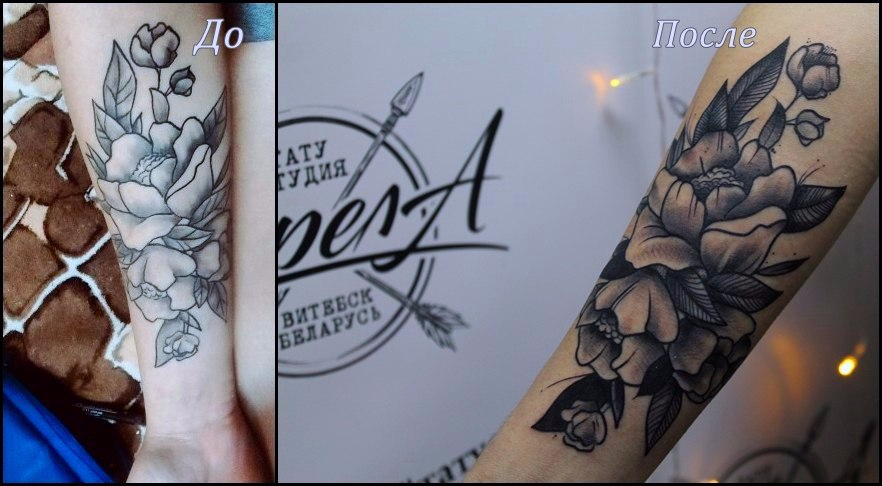 До
После
ТАТУ
СТУДИЯ
ВИТЕБСК
БЕЛАРУСЬ